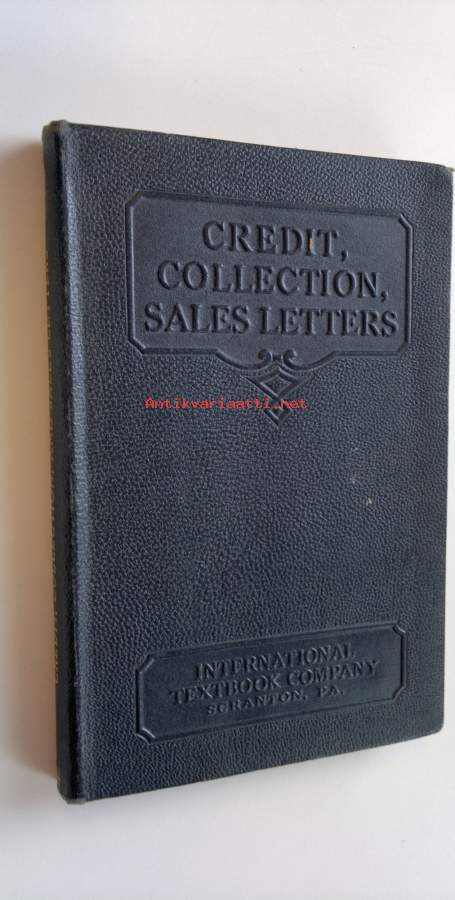 CREDIT,
COLLECTION,
SALES LETTERS
Antikvariaatti.net
INTERNATIONAL
TEXTBOOK COMPANY
SCRANTON, PA.